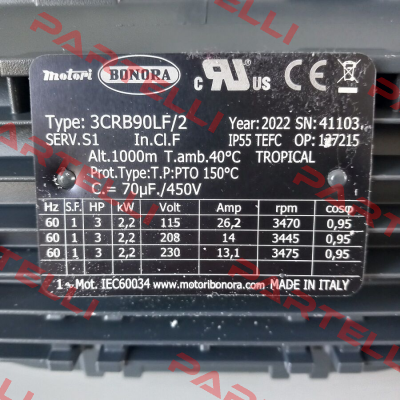 motori BONORA c UR US CE
Type: 3CRB90LF/2 Year: 2022 SN: 41103
SERV. S1 In.Cl.F IP55 TEFC OP: 117215
Alt.1000m T.amb.40°C TROPICAL
Prot.Type: T.P:PTO 150°C
C = 70µF./450V
Hz S.F. HP kW Volt Amp rpm cosφ
60 1 3 2,2 115 26,2 3470 0,95
60 1 3 2,2 208 14 3445 0,95
60 1 3 2,2 230 13,1 3475 0,95
1~ Mot. IEC60034 www.motoribonora.com MADE IN ITALY
PARTELLI
PARTELLI
PARTELLI
PARTELLI
PARTELLI